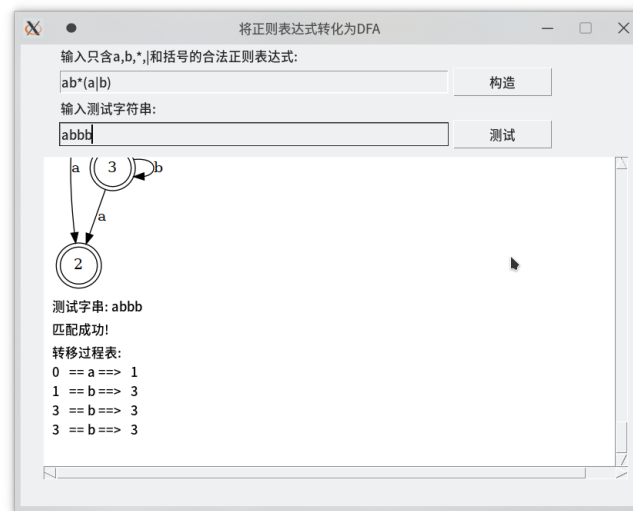 将正则表达式转化为DFA
输入只含a,b,*,|和括号的合法正则表达式:
ab*(a|b)
构造
输入测试字符串:
abbb
测试
a 3 b
a
2
测试字串: abbb
匹配成功!
转移过程表:
0 == a ==> 1
1 == b ==> 3
3 == b ==> 3
3 == b ==> 3